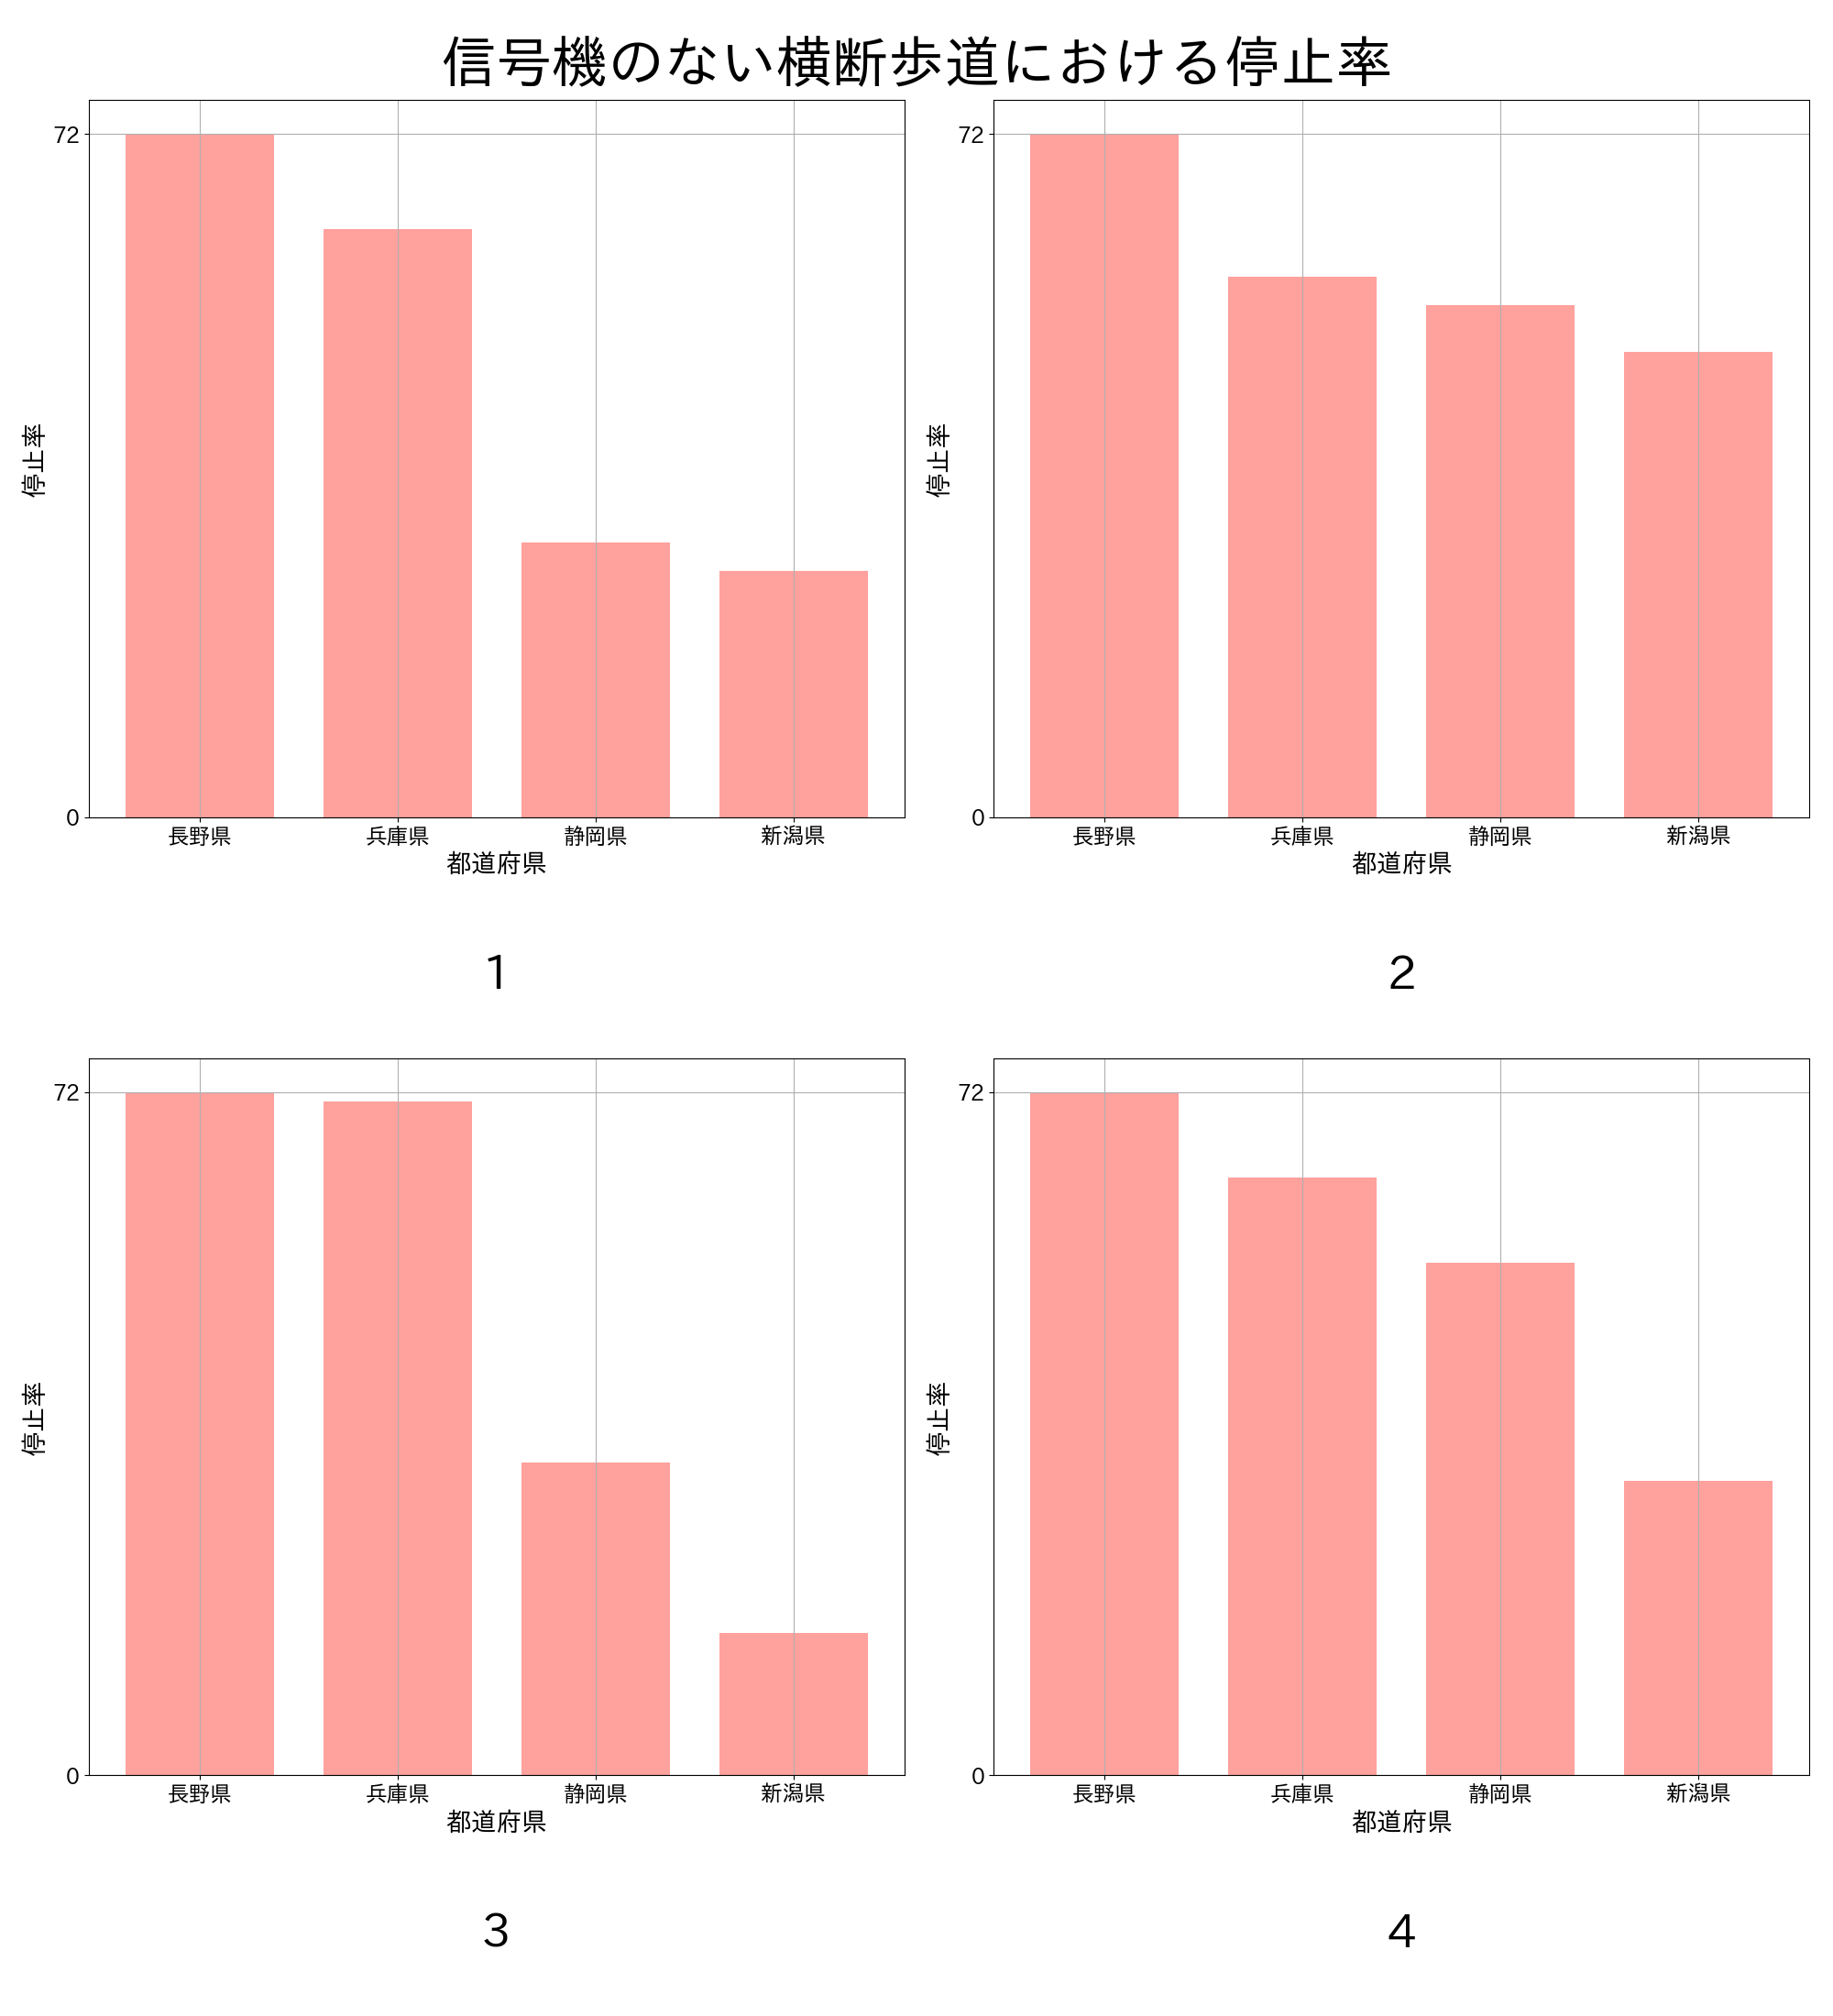 信号機のない横断歩道における停止率
72
0
停止率
長野県 兵庫県 静岡県 新潟県
都道府県
1
72
0
停止率
長野県 兵庫県 静岡県 新潟県
都道府県
2
72
0
停止率
長野県 兵庫県 静岡県 新潟県
都道府県
3
72
0
停止率
長野県 兵庫県 静岡県 新潟県
都道府県
4